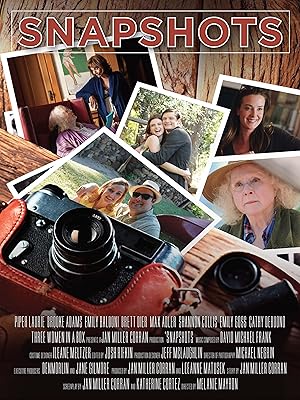 SNAPSHOTS
PIPER LAURIE BROOKE ADAMS EMILY BALDONI BRETT DIER MAX ADLER SHANNON COLLIS EMILY GOSS CATHY DEBUONO
THREE WOMEN IN A BOX PRESENTS A JAN MILLER CORRAN PRODUCTION "SNAPSHOTS" MUSIC COMPOSED BY DAVID MICHAEL FRANK
COSTUME DESIGNER ILEANE MELTZER EDITED BY JOSH RIFKIN PRODUCTION DESIGNER JEFF MCLAUGHLIN DIRECTOR OF PHOTOGRAPHY MICHAEL NEGRIN
EXECUTIVE PRODUCERS DENMORLIN AND JANE GILMORE PRODUCED BY JAN MILLER CORRAN AND LEEANNE MATUSEK STORY BY JAN MILLER CORRAN
SCREENPLAY BY JAN MILLER CORRAN AND KATHERINE CORTEZ DIRECTED BY MELANIE MAYRON